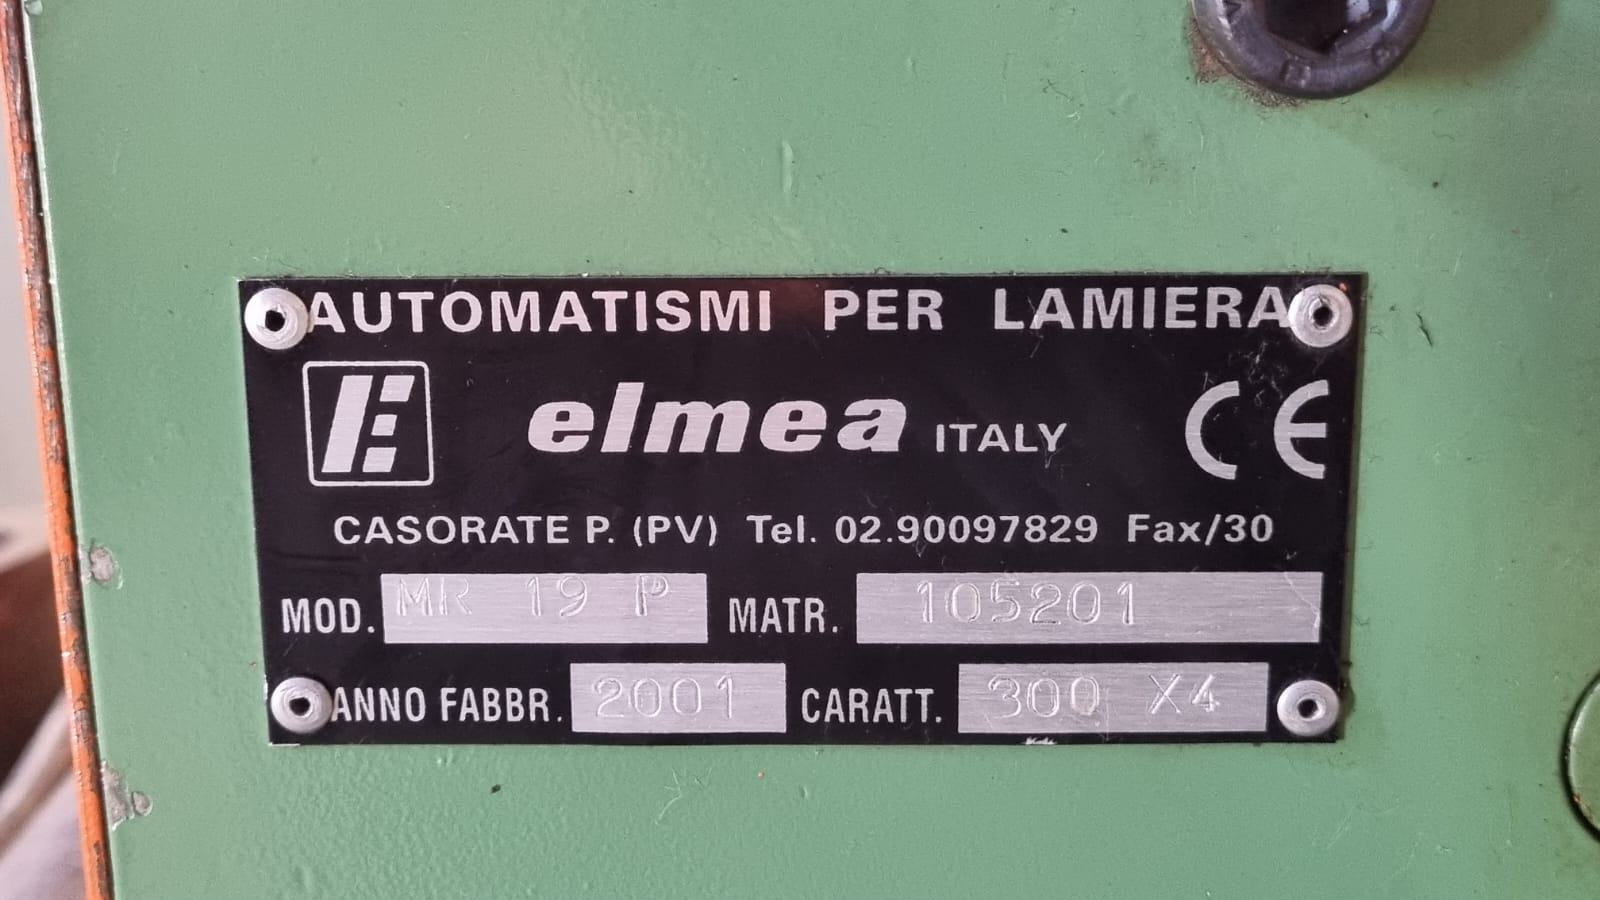 AUTOMATISMI PER LAMIERA
E elmea ITALY CE
CASORATE P. (PV) Tel. 02.90097829 Fax/30
MOD. MR 19 P MATR. 105201
ANNO FABBR. 2001 CARATT. 300 X4